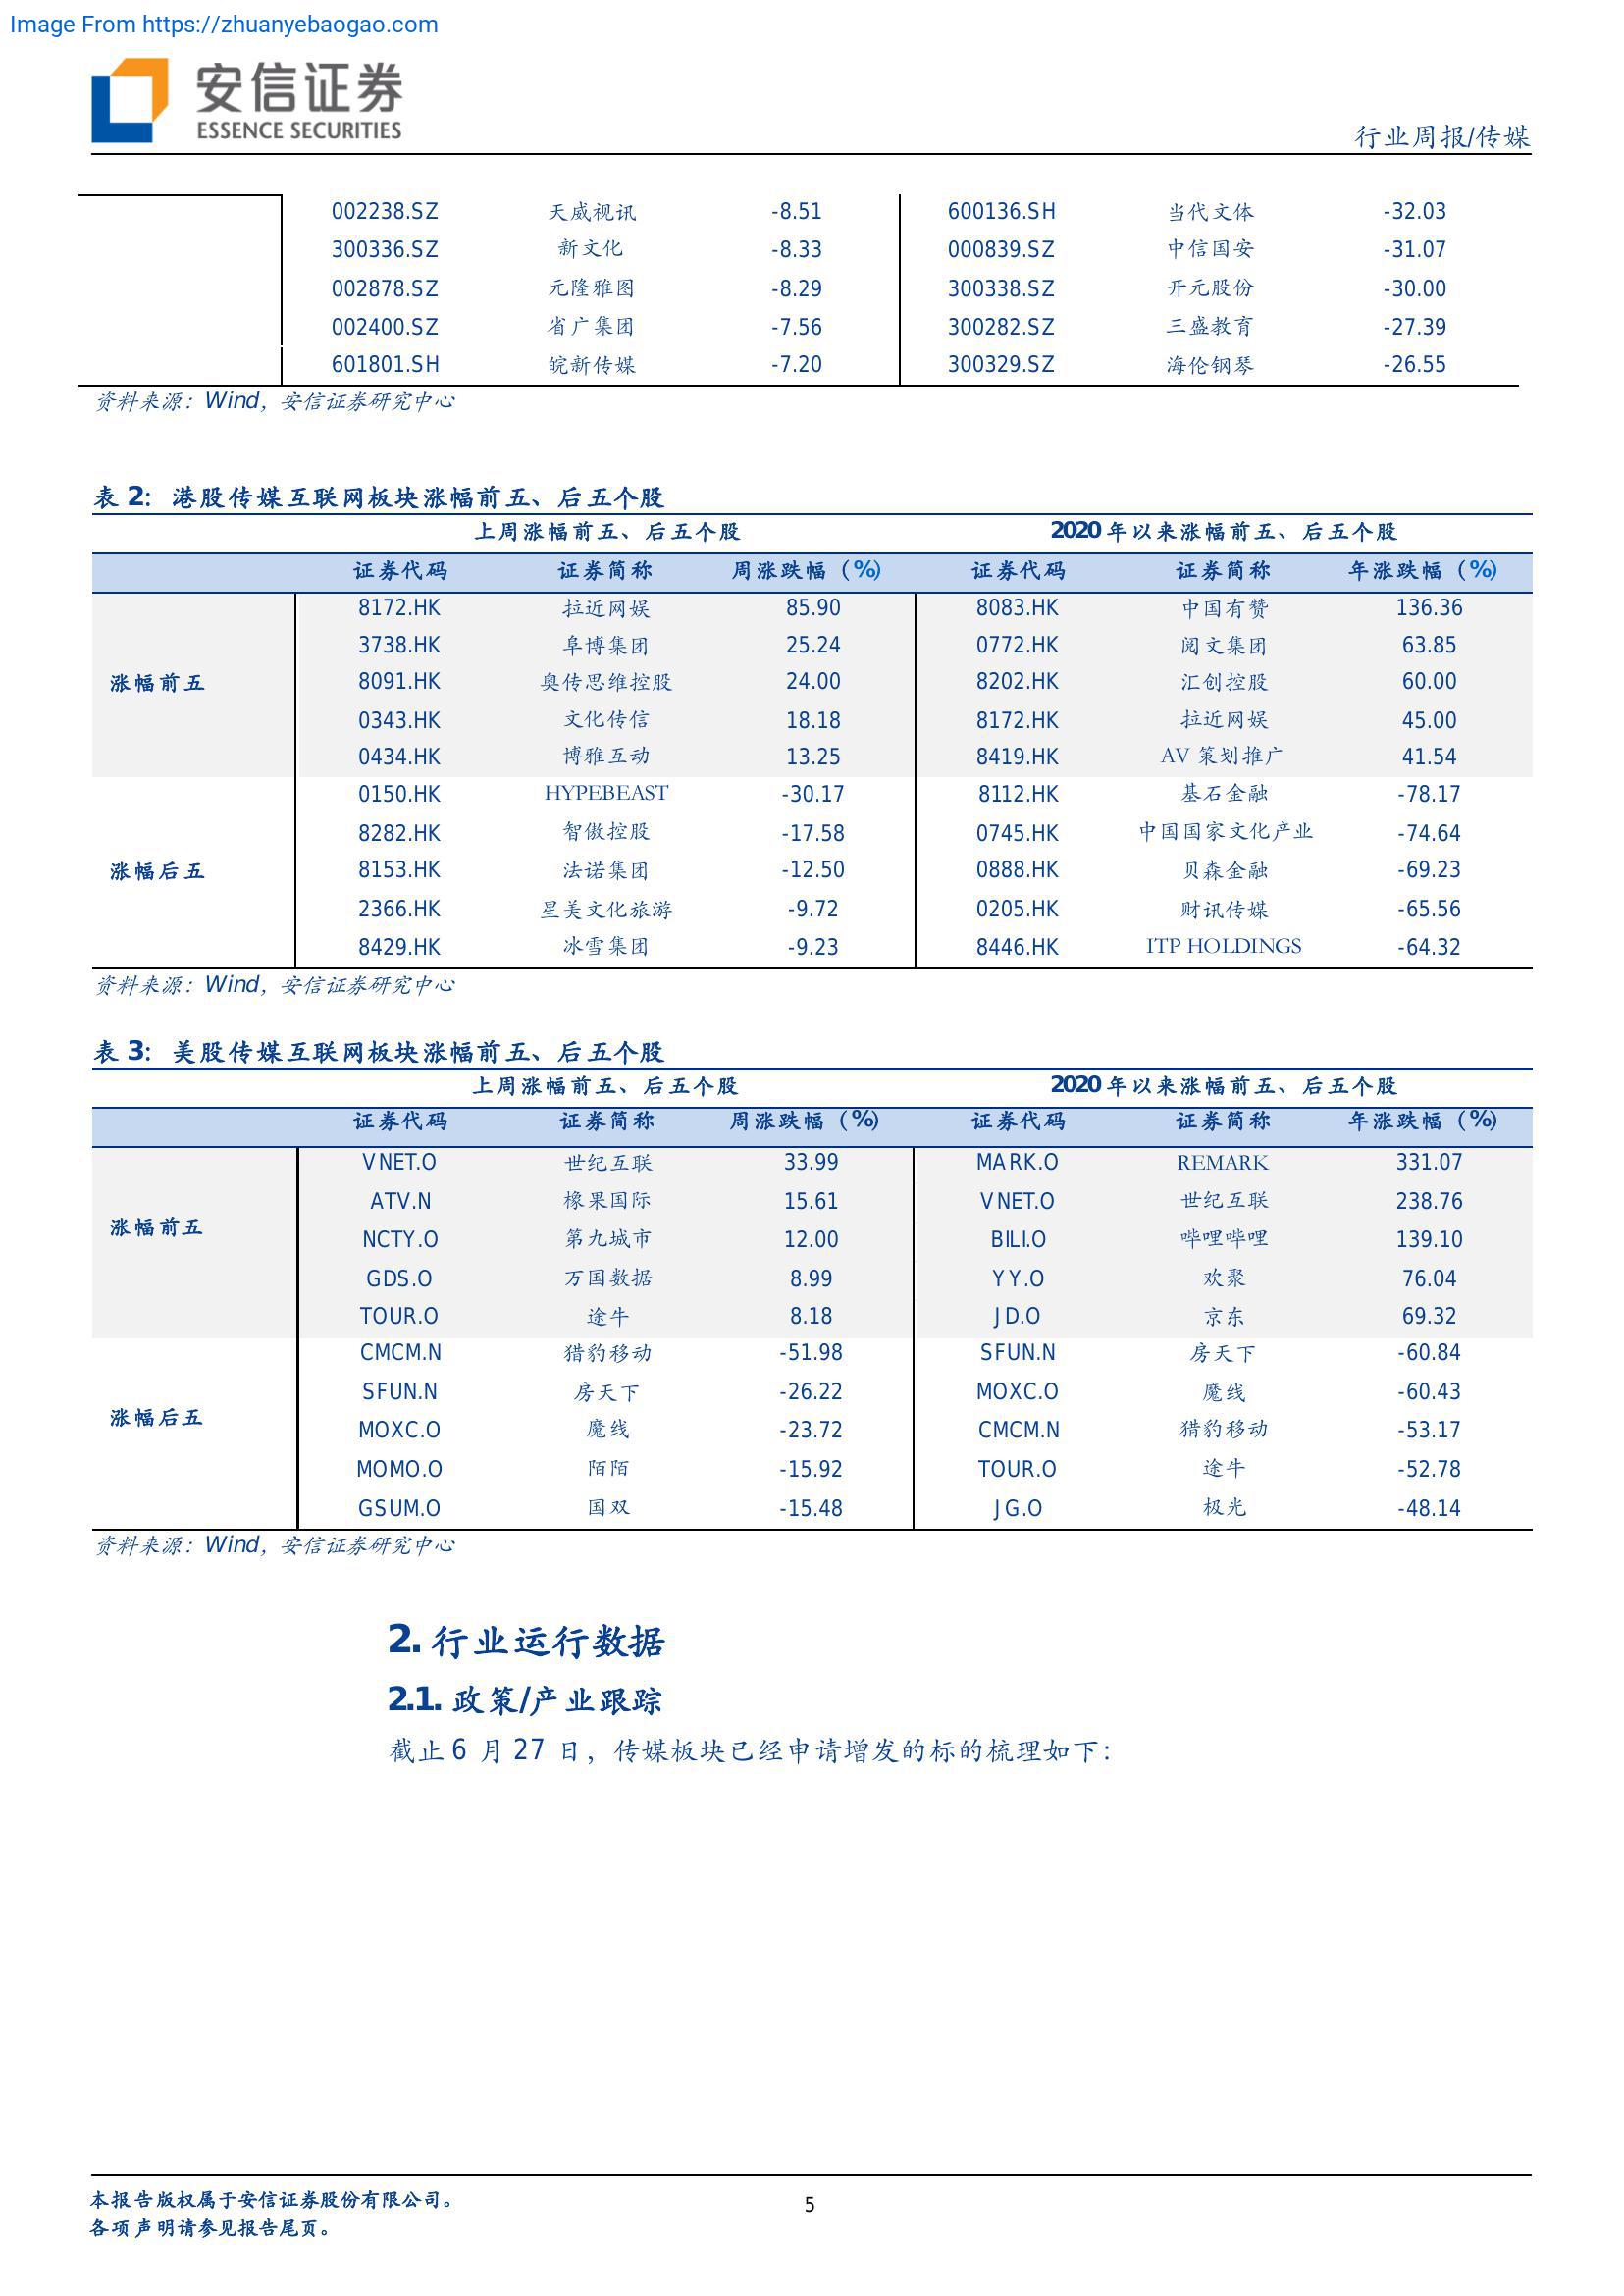 Image From https://zhuanyebaogao.com
安信证券
ESSENCE SECURITIES
行业周报/传媒
002238.SZ 天威视讯 -8.51 600136.SH 当代文体 -32.03
300336.SZ 新文化 -8.33 000839.SZ 中信国安 -31.07
002878.SZ 元隆雅图 -8.29 300338.SZ 开元股份 -30.00
002400.SZ 省广集团 -7.56 300282.SZ 三盛教育 -27.39
601801.SH 皖新传媒 -7.20 300329.SZ 海伦钢琴 -26.55
资料来源：Wind，安信证券研究中心
表 2：港股传媒互联网板块涨幅前五、后五个股
上周涨幅前五、后五个股 2020 年以来涨幅前五、后五个股
证券代码 证券简称 周涨跌幅（%) 证券代码 证券简称 年涨跌幅（%)
8172.HK 拉近网娱 85.90 8083.HK 中国有赞 136.36
3738.HK 阜博集团 25.24 0772.HK 阅文集团 63.85
涨幅前五 8091.HK 奥传思维控股 24.00 8202.HK 汇创控股 60.00
0343.HK 文化传信 18.18 8172.HK 拉近网娱 45.00
0434.HK 博雅互动 13.25 8419.HK AV 策划推广 41.54
0150.HK HYPEBEAST -30.17 8112.HK 基石金融 -78.17
8282.HK 智傲控股 -17.58 0745.HK 中国国家文化产业 -74.64
涨幅后五 8153.HK 法诺集团 -12.50 0888.HK 贝森金融 -69.23
2366.HK 星美文化旅游 -9.72 0205.HK 财讯传媒 -65.56
8429.HK 冰雪集团 -9.23 8446.HK ITP HOLDINGS -64.32
资料来源：Wind，安信证券研究中心
表 3：美股传媒互联网板块涨幅前五、后五个股
上周涨幅前五、后五个股 2020 年以来涨幅前五、后五个股
证券代码 证券简称 周涨跌幅（%) 证券代码 证券简称 年涨跌幅（%)
VNET.O 世纪互联 33.99 MARK.O REMARK 331.07
ATV.N 橡果国际 15.61 VNET.O 世纪互联 238.76
涨幅前五 NCTY.O 第九城市 12.00 BILI.O 哔哩哔哩 139.10
GDS.O 万国数据 8.99 YY.O 欢聚 76.04
TOUR.O 途牛 8.18 JD.O 京东 69.32
CMCM.N 猎豹移动 -51.98 SFUN.N 房天下 -60.84
SFUN.N 房天下 -26.22 MOXC.O 魔线 -60.43
涨幅后五 MOXC.O 魔线 -23.72 CMCM.N 猎豹移动 -53.17
MOMO.O 陌陌 -15.92 TOUR.O 途牛 -52.78
GSUM.O 国双 -15.48 JG.O 极光 -48.14
资料来源：Wind，安信证券研究中心
2. 行业运行数据
2.1. 政策/产业跟踪
截止 6 月 27 日，传媒板块已经申请增发的标的梳理如下：
本报告版权属于安信证券股份有限公司。
各项声明请参见报告尾页。
5